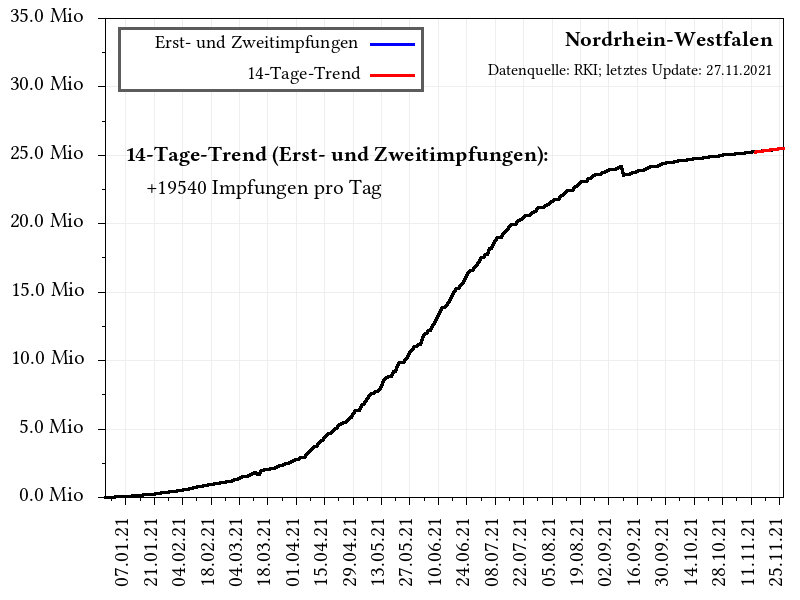 35.0 Mio
Erst- und Zweitimpfungen
14-Tage-Trend
Nordrhein-Westfalen
Datenquelle: RKI; letztes Update: 27.11.2021
30.0 Mio
14-Tage-Trend (Erst- und Zweitimpfungen):
+19540 Impfungen pro Tag
25.0 Mio
20.0 Mio
15.0 Mio
10.0 Mio
5.0 Mio
0.0 Mio
07.01.21
21.01.21
04.02.21
18.02.21
04.03.21
18.03.21
01.04.21
15.04.21
29.04.21
13.05.21
27.05.21
10.06.21
24.06.21
08.07.21
22.07.21
05.08.21
19.08.21
02.09.21
16.09.21
30.09.21
14.10.21
28.10.21
11.11.21
25.11.21